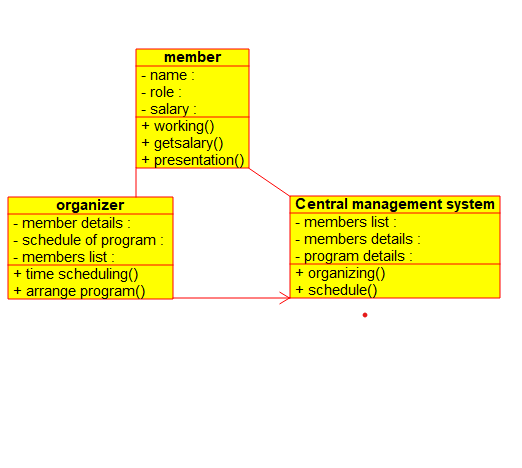 member
- name :
- role :
- salary :
+ working()
+ getsalary()
+ presentation()
organizer
- member details :
- schedule of program :
- members list :
+ time scheduling()
+ arrange program()
Central management system
- members list :
- members details :
- program details :
+ organizing()
+ schedule()